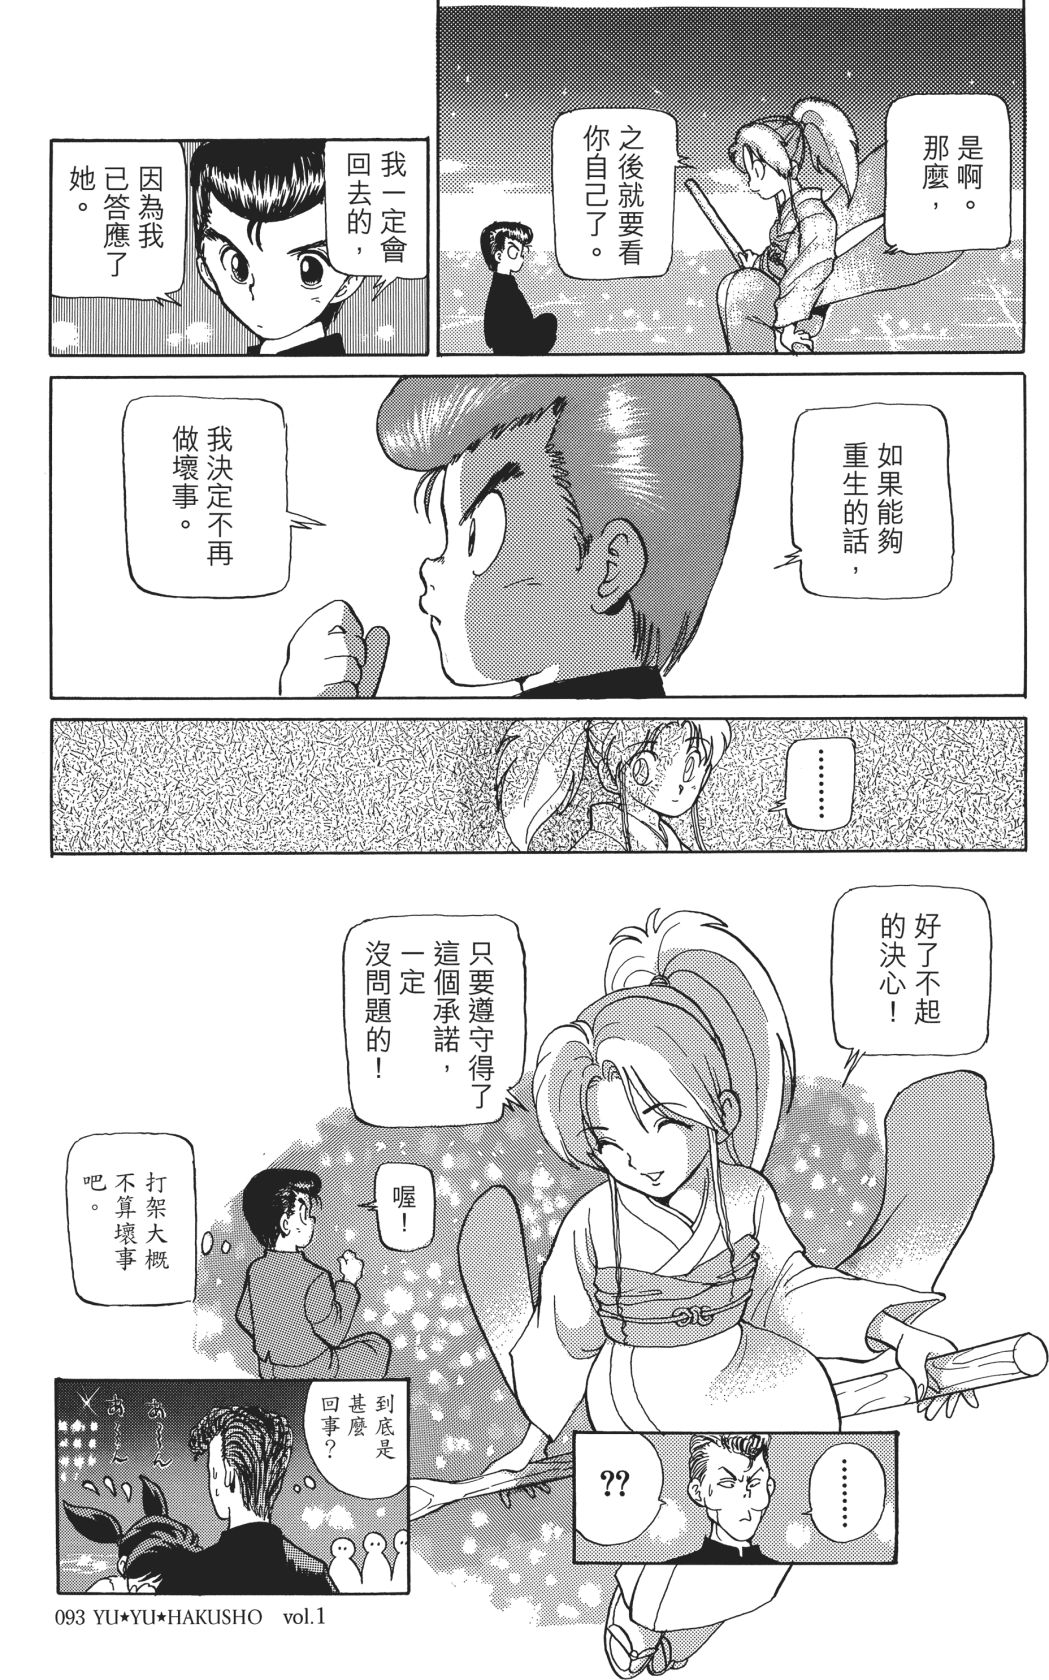 是啊。
那麼，
之後就要看
你自己了。
我一定會
回去的，
因為我
已答應了
她。
如果能夠
重生的話，
我決定不再
做壞事。
………
好了不起
的決心！
只要遵守得了
這個承諾，
一定
沒問題的！
喔！
打架大概
不算壞事
吧。
………
??
到底是
甚麼
回事？
あ〜〜ん
あ〜〜ん
093 YU★YU★HAKUSHO vol.1